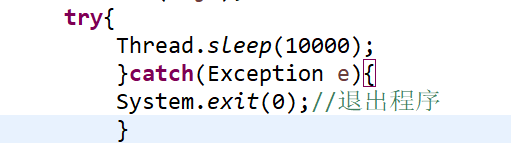 try{
Thread.sleep(10000);
}catch(Exception e){
System.exit(0);//退出程序
}